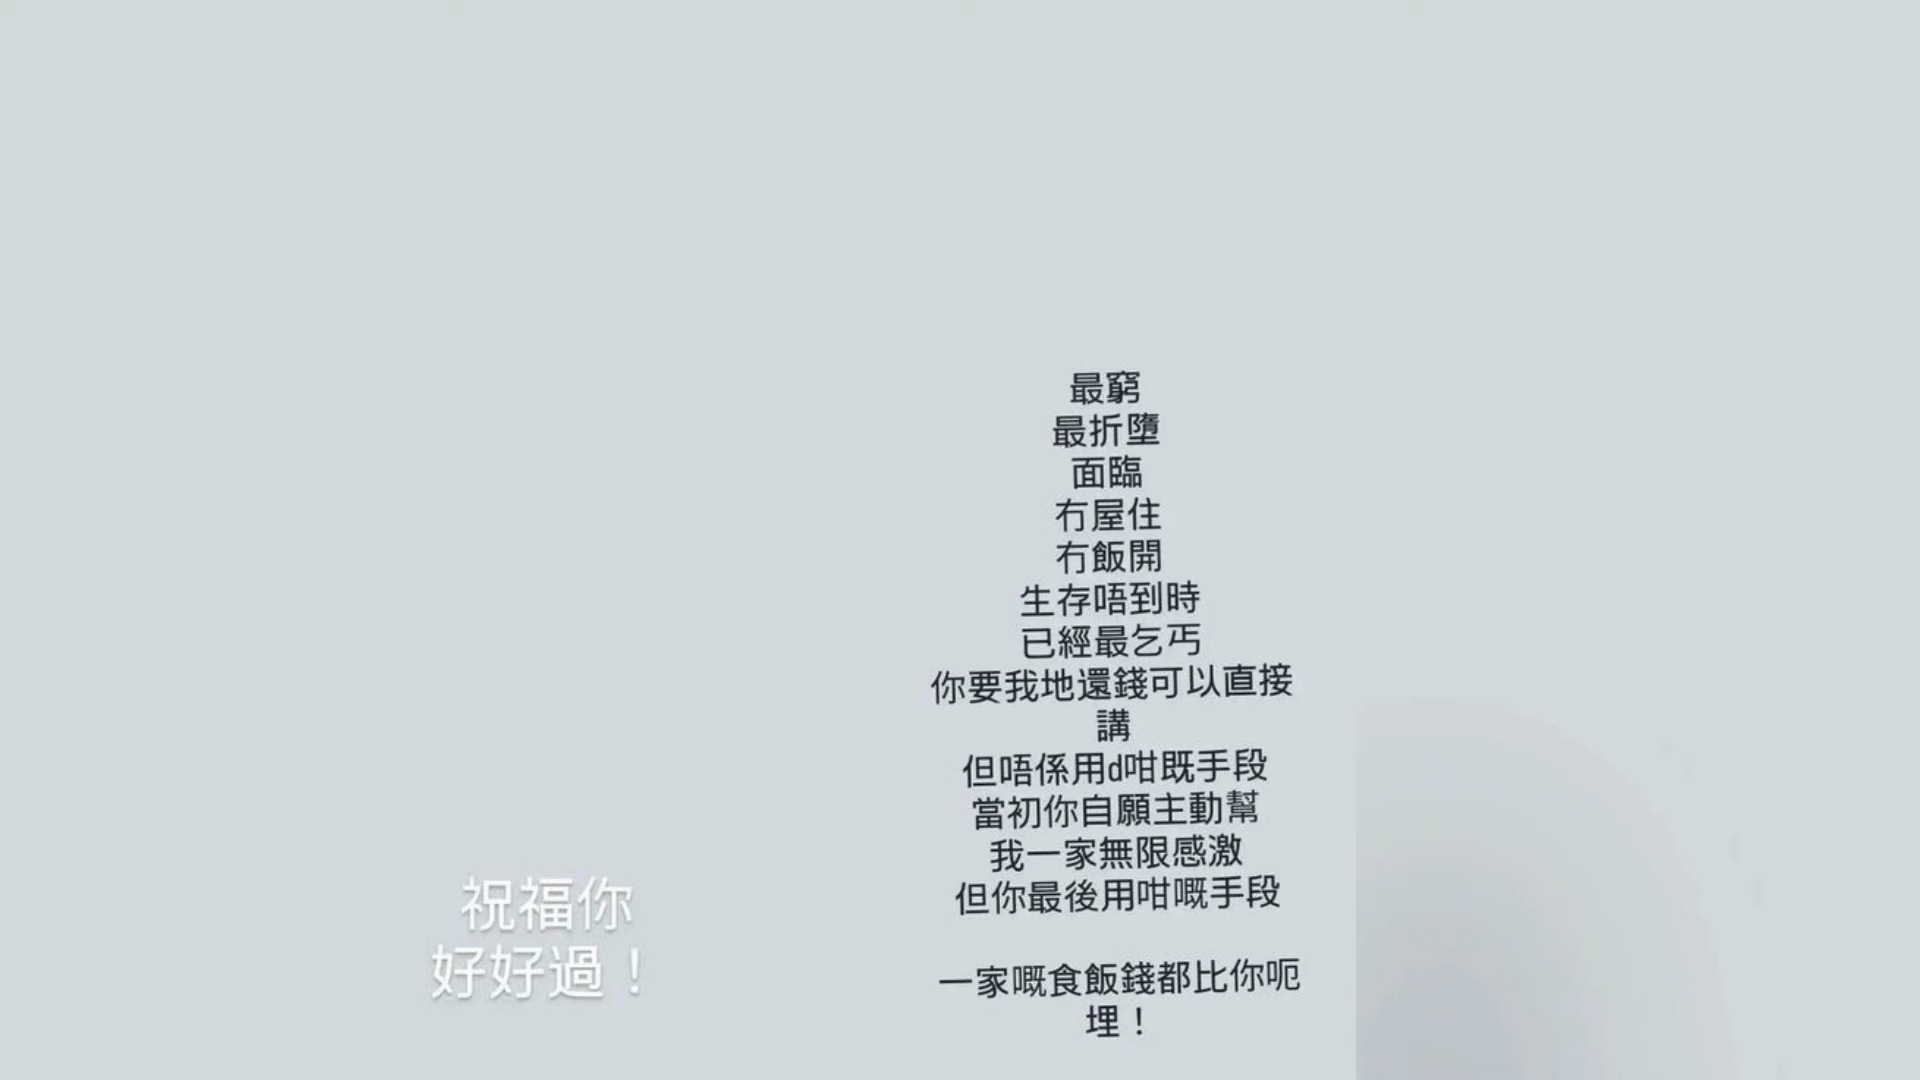 最窮
最折墮
面臨
冇屋住
冇飯開
生存唔到時
已經最乞丐
你要我地還錢可以直接
講
但唔係用d咁既手段
當初你自願主動幫
我一家無限感激
但你最後用咁嘅手段
一家嘅食飯錢都比你呃
埋！
祝福你
好好過！